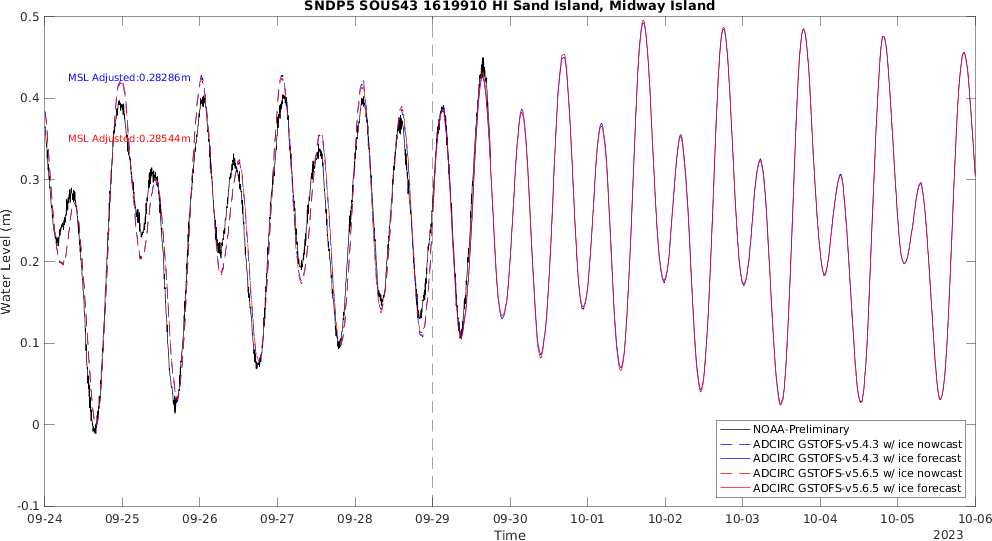 SNDP5 SOUS43 1619910 HI Sand Island, Midway Island
0.5
0.4
0.3
0.2
0.1
0
-0.1
Water Level (m)
MSL Adjusted:0.28286m
MSL Adjusted:0.28544m
NOAA-Preliminary
ADCIRC GSTOFS-v5.4.3 w/ ice nowcast
ADCIRC GSTOFS-v5.4.3 w/ ice forecast
ADCIRC GSTOFS-v5.6.5 w/ ice nowcast
ADCIRC GSTOFS-v5.6.5 w/ ice forecast
09-24 09-25 09-26 09-27 09-28 09-29 09-30 10-01 10-02 10-03 10-04 10-05 10-06
Time
2023